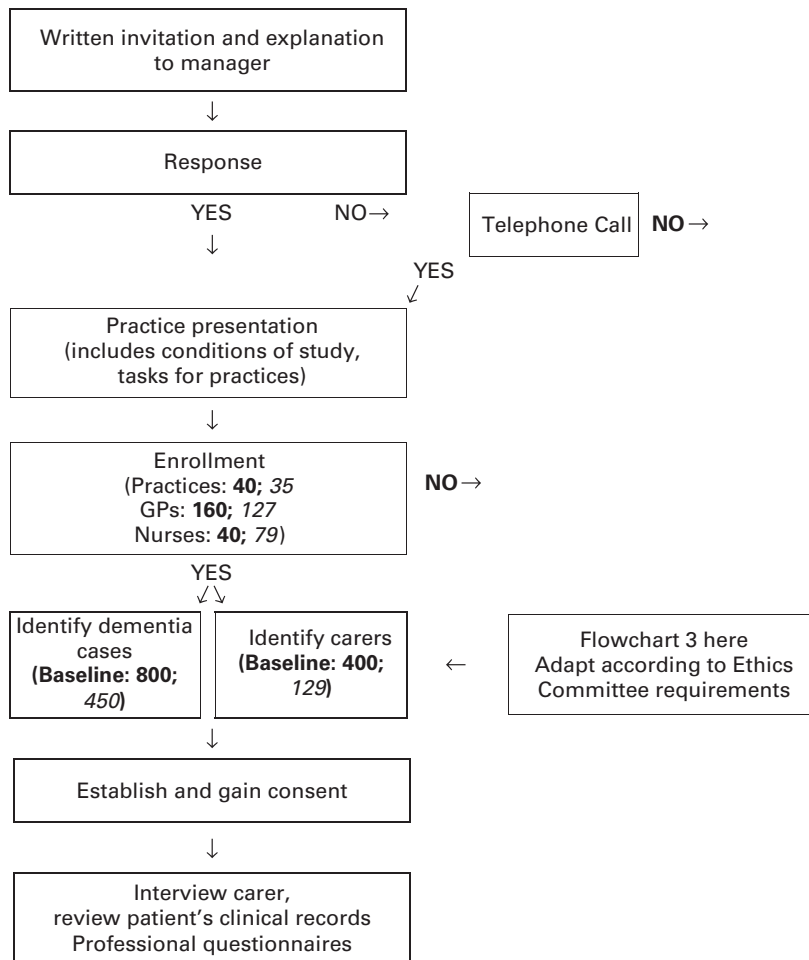 Written invitation and explanation
to manager
↓
Response
YES NO→
Telephone Call NO→
↓
YES
↙
Practice presentation
(includes conditions of study,
tasks for practices)
↓
Enrollment
(Practices: 40; 35
GPs: 160; 127
Nurses: 40; 79)
NO→
YES
↙↘
Identify dementia
cases
(Baseline: 800;
450)
Identify carers
(Baseline: 400;
129)
←
Flowchart 3 here
Adapt according to Ethics
Committee requirements
↓
Establish and gain consent
↓
Interview carer,
review patient’s clinical records
Professional questionnaires